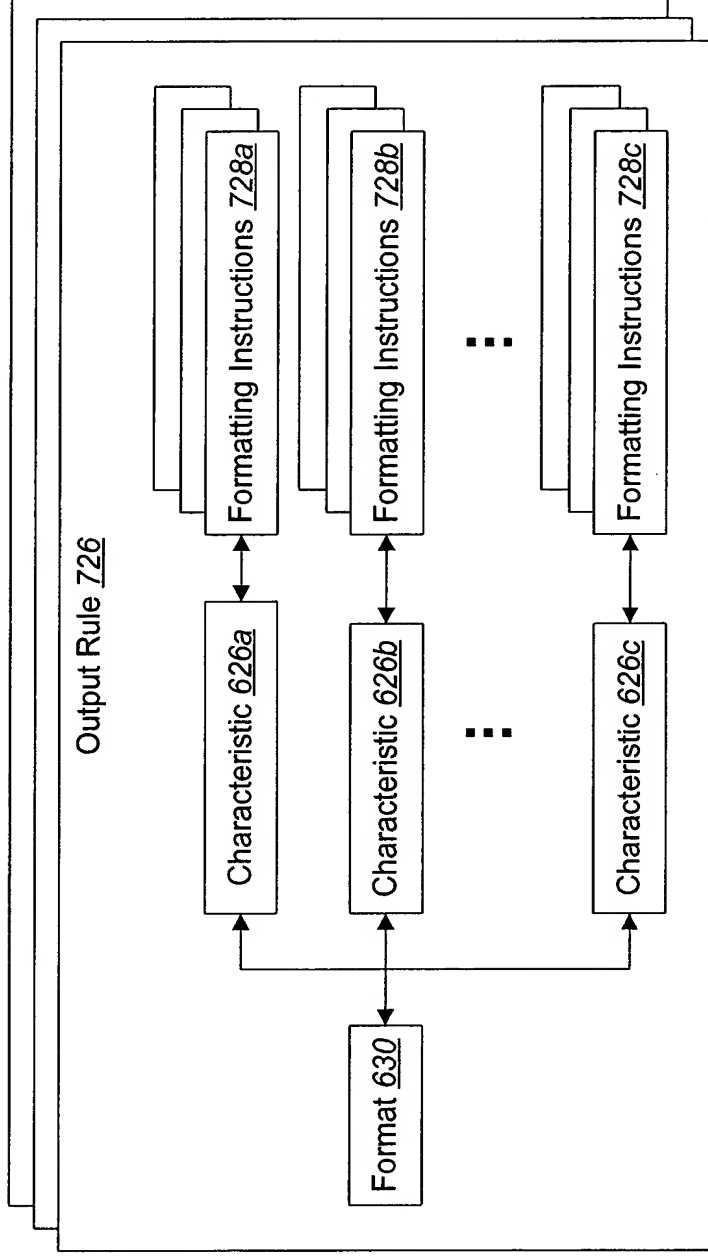 Output Rule 726
Characteristic 626a
Formatting Instructions 728a
Format 630
Characteristic 626b
Formatting Instructions 728b
Characteristic 626c
Formatting Instructions 728c